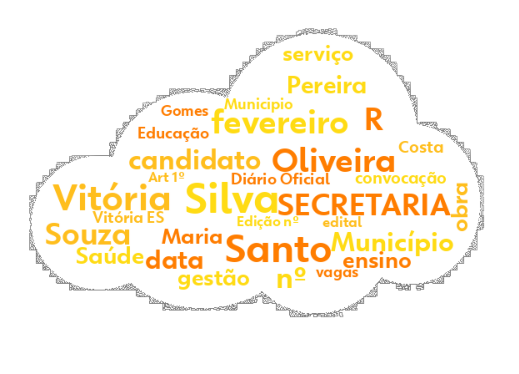 serviço
Pereira
Municipio
Gomes
fevereiro
R
Educação
Costa
candidato
Oliveira
Art 1º
Diário Oficial
convocação
Vitória
Silva
SECRETARIA
obra
Vitória ES
Edição nº
edital
Souza
Maria
Santo
Município
Saúde
data
ensino
gestão
nº
vagas